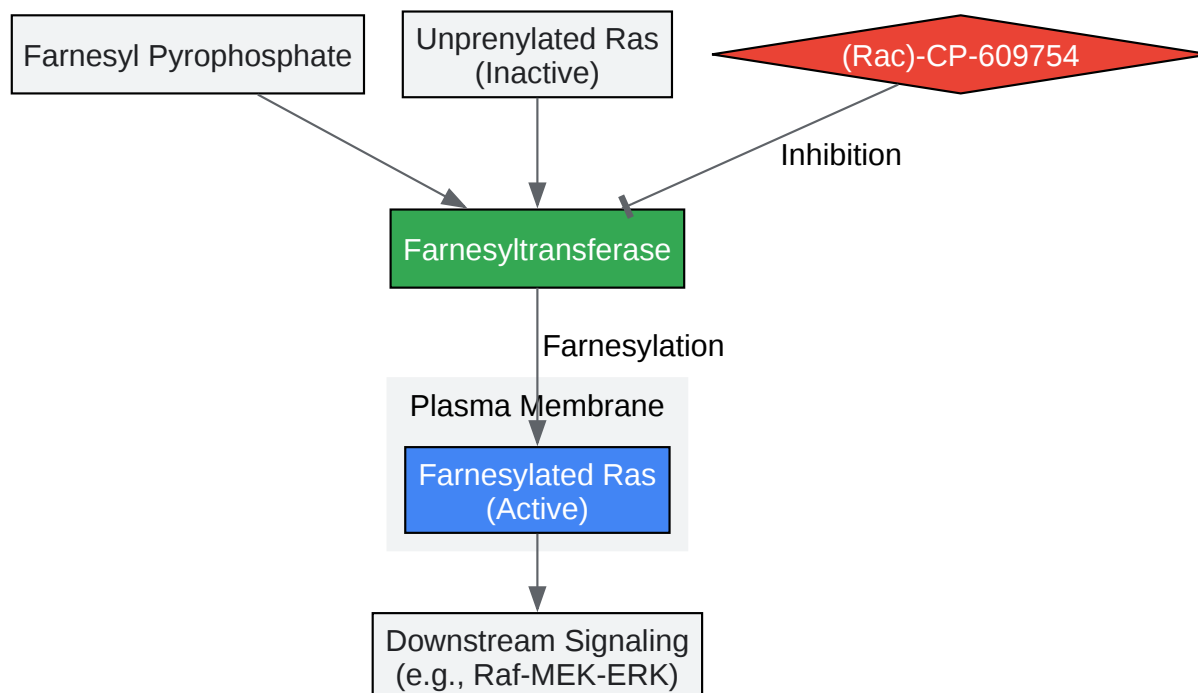 Farnesyl Pyrophosphate
Unprenylated Ras
(Inactive)
(Rac)-CP-609754
Inhibition
Farnesyltransferase
Farnesylation
Plasma Membrane
Farnesylated Ras
(Active)
Downstream Signaling
(e.g., Raf-MEK-ERK)